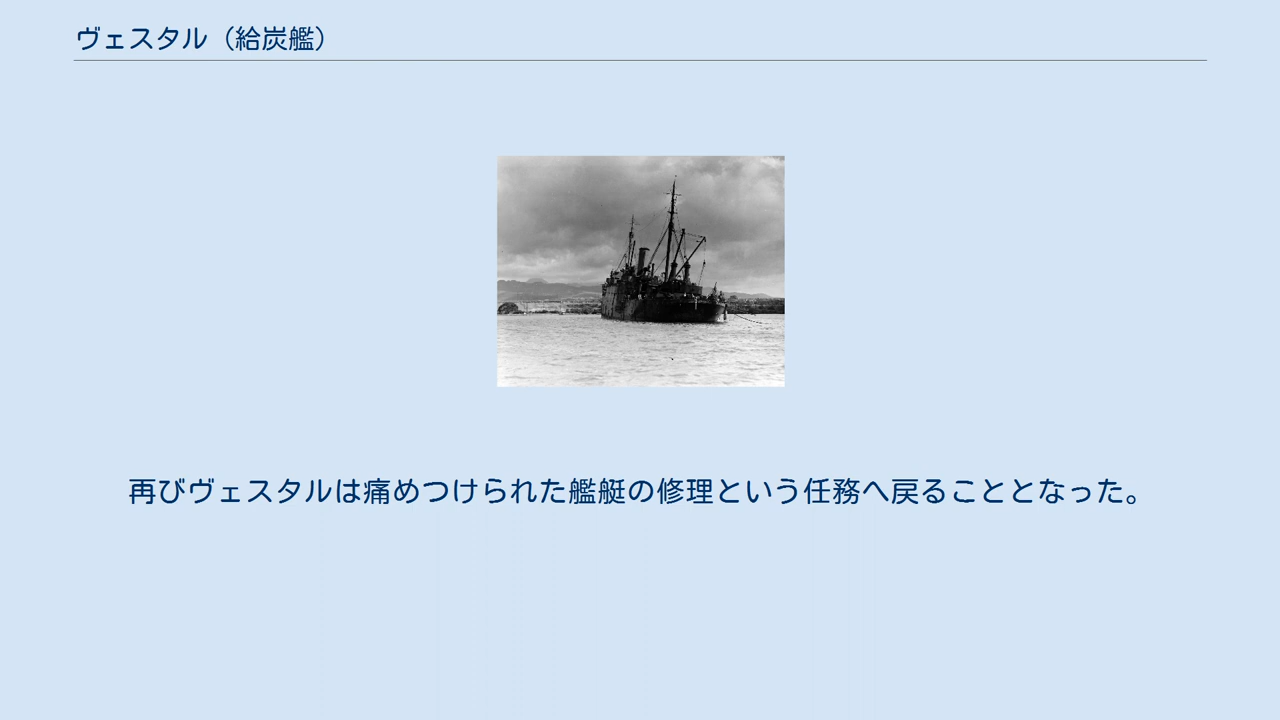 ヴェスタル（給炭艦）
再びヴェスタルは痛めつけられた艦艇の修理という任務へ戻ることとなった。